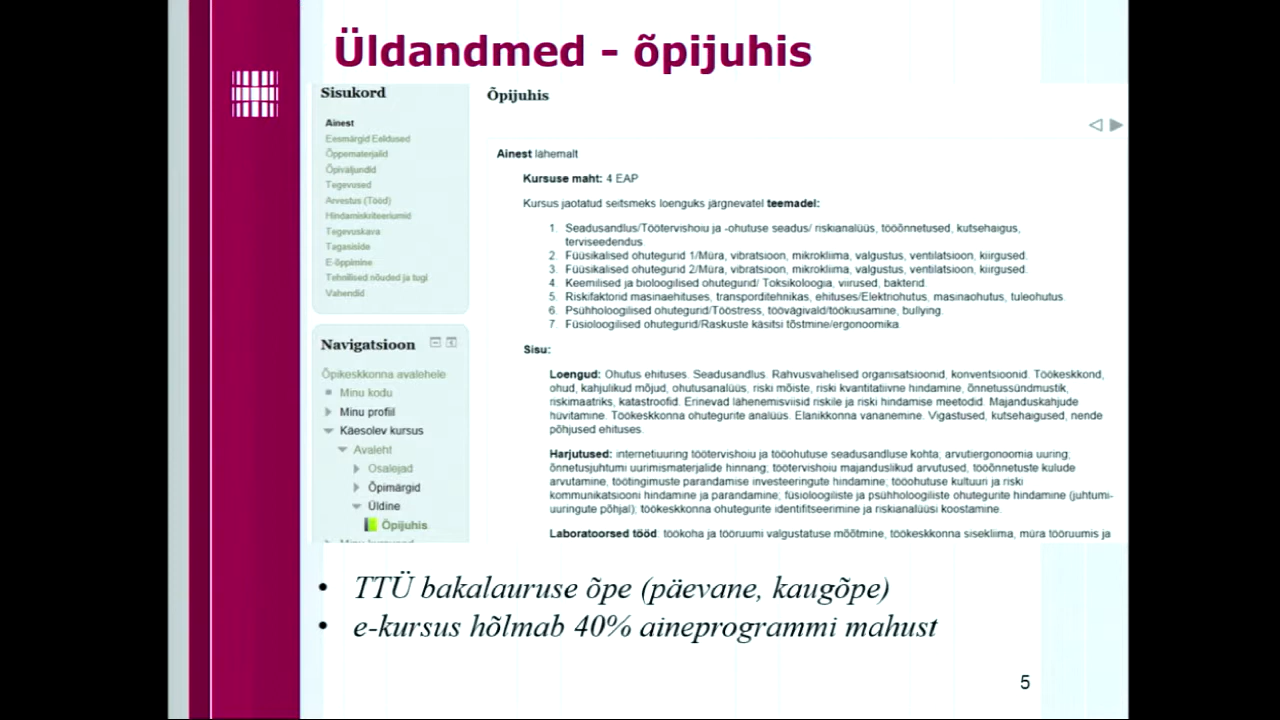 Üldandmed - õpijuhis
Sisukord
Ainest
Eesmärgid Eeldused
Õppematerjalid
Õpiväljundid
Tegevused
Arvestus (Tööd)
Hindamiskriteeriumid
Tegevuskava
Tagasiside
E-õppimine
Tehnilised nõuded ja tugi
Vahendid
Navigatsioon
Õpikeskkonna avalehele
Minu kodu
Minu profiil
Käesolev kursus
Avaleht
Osalejad
Õpimärgid
Üldine
Õpijuhis
Õpijuhis
Ainest lähemalt
Kursuse maht: 4 EAP
Kursus jaotatud seitsmeks loenguks järgnevatel teemadel:
1. Seadusandlus/Töötervishoiu ja -ohutuse seadus/ riskianalüüs, tööõnnetused, kutsehaigus,
terviseedendus
2. Füüsikalised ohutegurid 1/Müra, vibratsioon, mikrokliima, valgustus, ventilatsioon, kiirgused.
3. Füüsikalised ohutegurid 2/Müra, vibratsioon, mikrokliima, valgustus, ventilatsioon, kiirgused.
4. Keemilised ja bioloogilised ohutegurid/ Toksikoloogia, viirused, bakterid.
5. Riskifaktorid masinaehituses, transporditehnikas, ehituses/Elektriohutus, masinaohutus, tuleohutus.
6. Psühholoogilised ohutegurid/Tööstress, töövägivald/töökiusamine, bullying.
7. Füsioloogilised ohutegurid/Raskuste käsitsi tõstmine/ergonoomika
Sisu:
Loengud: Ohutus ehituses. Seadusandlus. Rahvusvahelised organisatsioonid, konventsioonid. Töökeskkond,
ohud, kahjulikud mõjud, ohutusanalüüs, riski mõiste, riski kvantitatiivne hindamine, õnnetussündmustik,
riskimaatriks, katastroofid. Erinevad lähenemisviisid riskile ja riski hindamise meetodid. Majanduskahjude
hüvitamine. Töökeskkonna ohutegurite analüüs. Elanikkonna vananemine. Vigastused, kutsehaigused, nende
põhjused ehituses.
Harjutused: internetiuuring töötervishoiu ja tööohutuse seadusandluse kohta; arvutiergonoomia uuring;
õnnetusjuhtumi uurimismaterjalide hinnang; töötervishoiu majanduslikud arvutused, tööõnnetuste kulude
arvutamine, töötingimuste parandamise investeeringute hindamine, tööohutuse kultuuri ja riski
kommunikatsiooni hindamine ja parandamine; füsioloogiliste ja psühholoogiliste ohutegurite hindamine (juhtumi-
uuringute põhjal); töökeskkonna ohutegurite identifitseerimine ja riskianalüüsi koostamine.
Laboratoorsed tööd: töökoha ja tööruumi valgustatuse mõõtmine, töökeskkonna sisekliima, müra tööruumis ja
• TTÜ bakalauruse õpe (päevane, kaugõpe)
• e-kursus hõlmab 40% aineprogrammi mahust
5